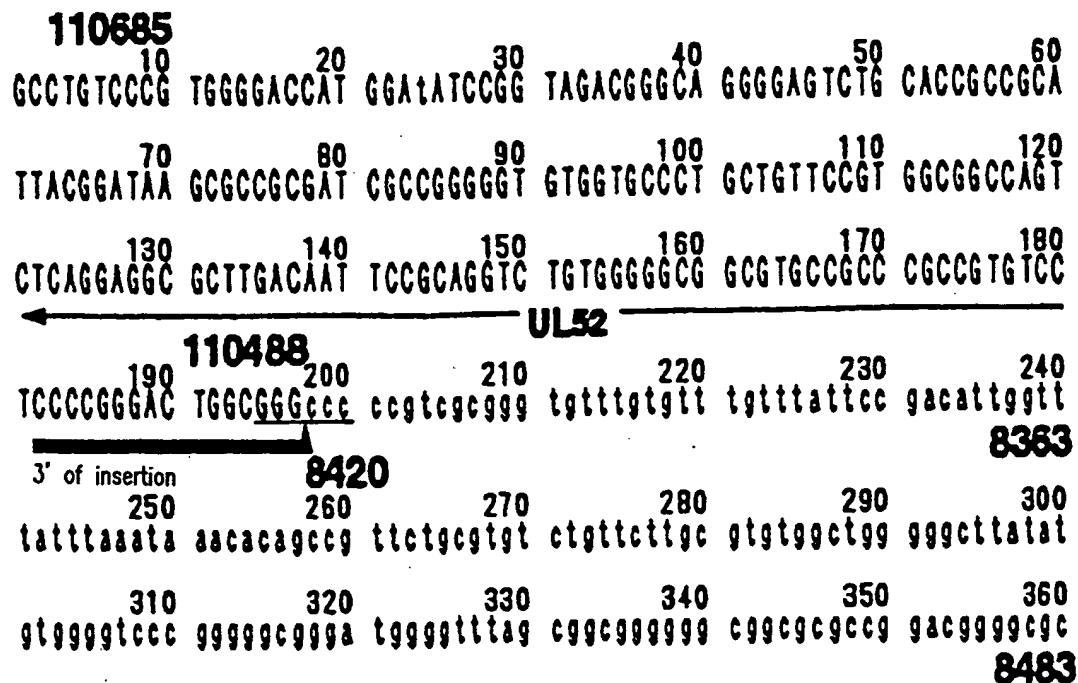 110685
10 20 30 40 50 60
GCCTGTCCCG TGGGGACCAT GGAtATCCGG TAGACGGGCA GGGGAGTCTG CACCGCCGCA
70 80 90 100 110 120
TTACGGATAA GCGCCGCGAT CGCCGGGGGT GTGGTGCCCT GCTGTTCCGT GGCGGCCAGT
130 140 150 160 170 180
CTCAGGAGGC GCTTGACAAT TCCGCAGGTC TGTGGGGGCG GCGTGCCGCC CGCCGTGTCC
UL52
110488
190 200 210 220 230 240
TCCCCGGGAC TGGCGGGccc ccgtcgcggg tgtttgtgtt tgtttattcc gacattggtt
8363
3' of insertion 8420
250 260 270 280 290 300
tatttaaata aacacagccg ttctgcgtgt ctgttcttgc gtgtggctgg gggcttatat
310 320 330 340 350 360
gtggggtccc gggggcggga tggggtttag cggcgggggg cggcgcgccg gacggggcgc
8483